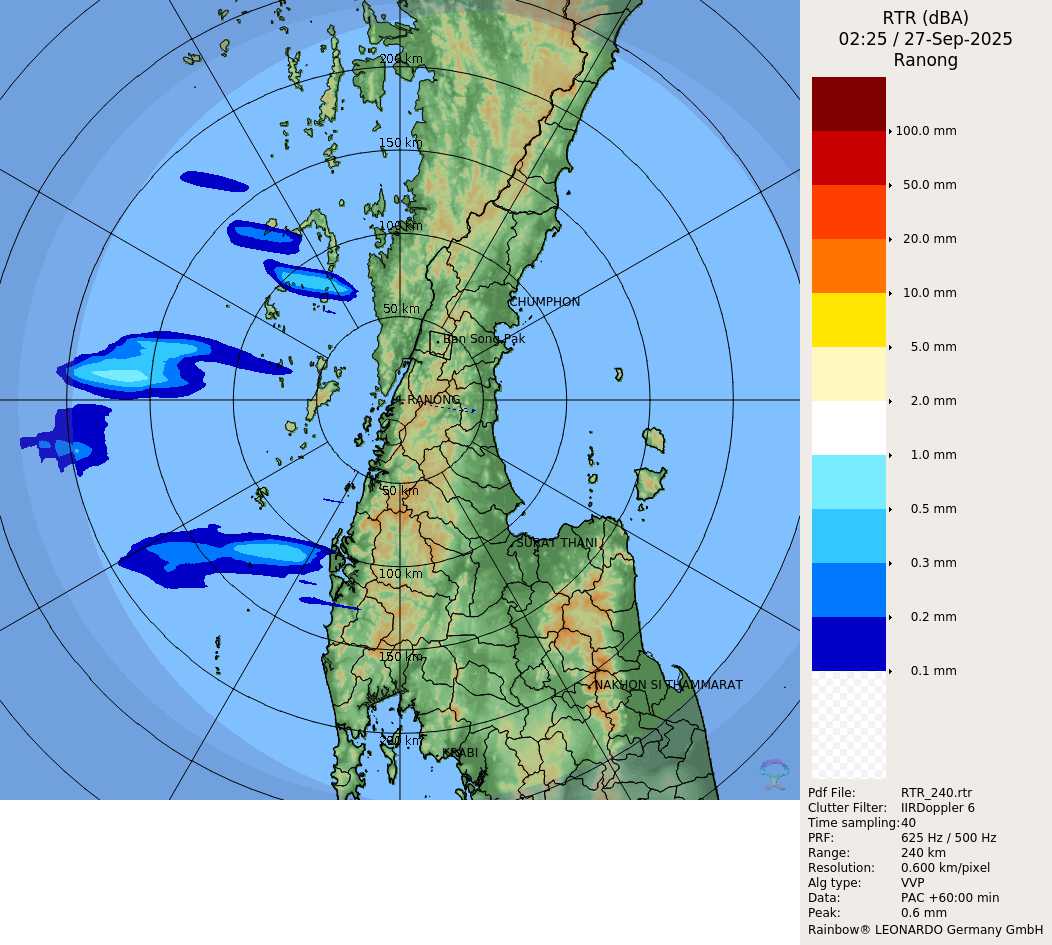 RTR (dBA)
02:25 / 27-Sep-2025
Ranong
200 km
150 km
100 km
50 km
CHUMPHON
Ban Song Pak
RANONG
50 km
SURAT THANI
100 km
150 km
NAKHON SI THAMMARAT
200 km
KRABI
100.0 mm
50.0 mm
20.0 mm
10.0 mm
5.0 mm
2.0 mm
1.0 mm
0.5 mm
0.3 mm
0.2 mm
0.1 mm
Pdf File: RTR_240.rtr
Clutter Filter: IIRDoppler 6
Time sampling: 40
PRF: 625 Hz / 500 Hz
Range: 240 km
Resolution: 0.600 km/pixel
Alg type: VVP
Data: PAC +60:00 min
Peak: 0.6 mm
Rainbow® LEONARDO Germany GmbH